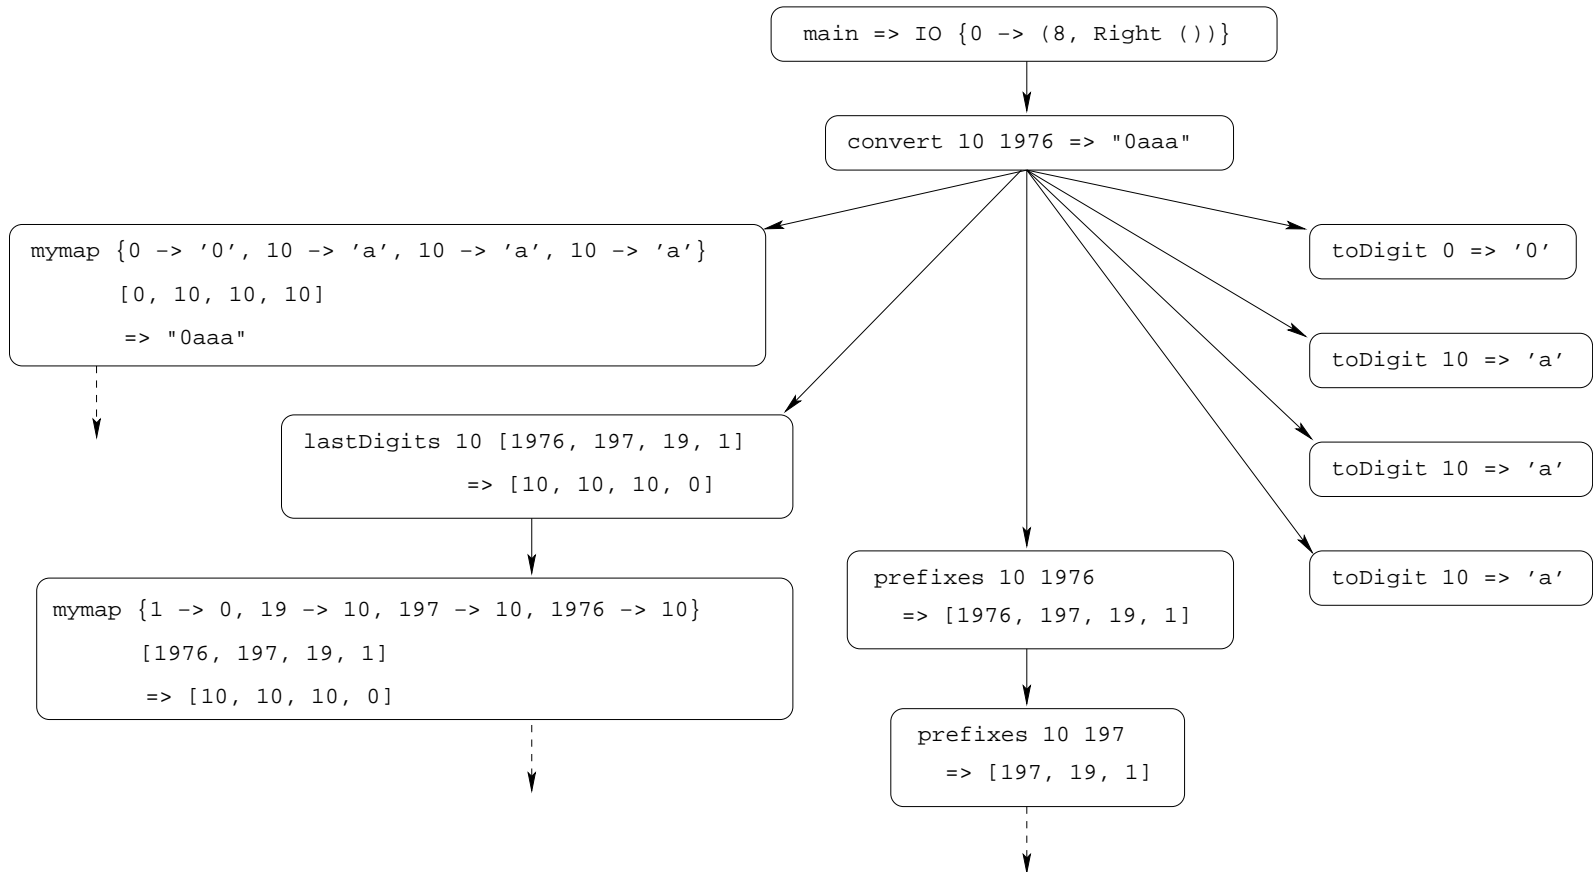 main => IO {0 -> (8, Right ())}
convert 10 1976 => "0aaa"
mymap {0 -> '0', 10 -> 'a', 10 -> 'a', 10 -> 'a'}
[0, 10, 10, 10]
=> "0aaa"
lastDigits 10 [1976, 197, 19, 1]
=> [10, 10, 10, 0]
mymap {1 -> 0, 19 -> 10, 197 -> 10, 1976 -> 10}
[1976, 197, 19, 1]
=> [10, 10, 10, 0]
prefixes 10 1976
=> [1976, 197, 19, 1]
prefixes 10 197
=> [197, 19, 1]
toDigit 0 => '0'
toDigit 10 => 'a'
toDigit 10 => 'a'
toDigit 10 => 'a'